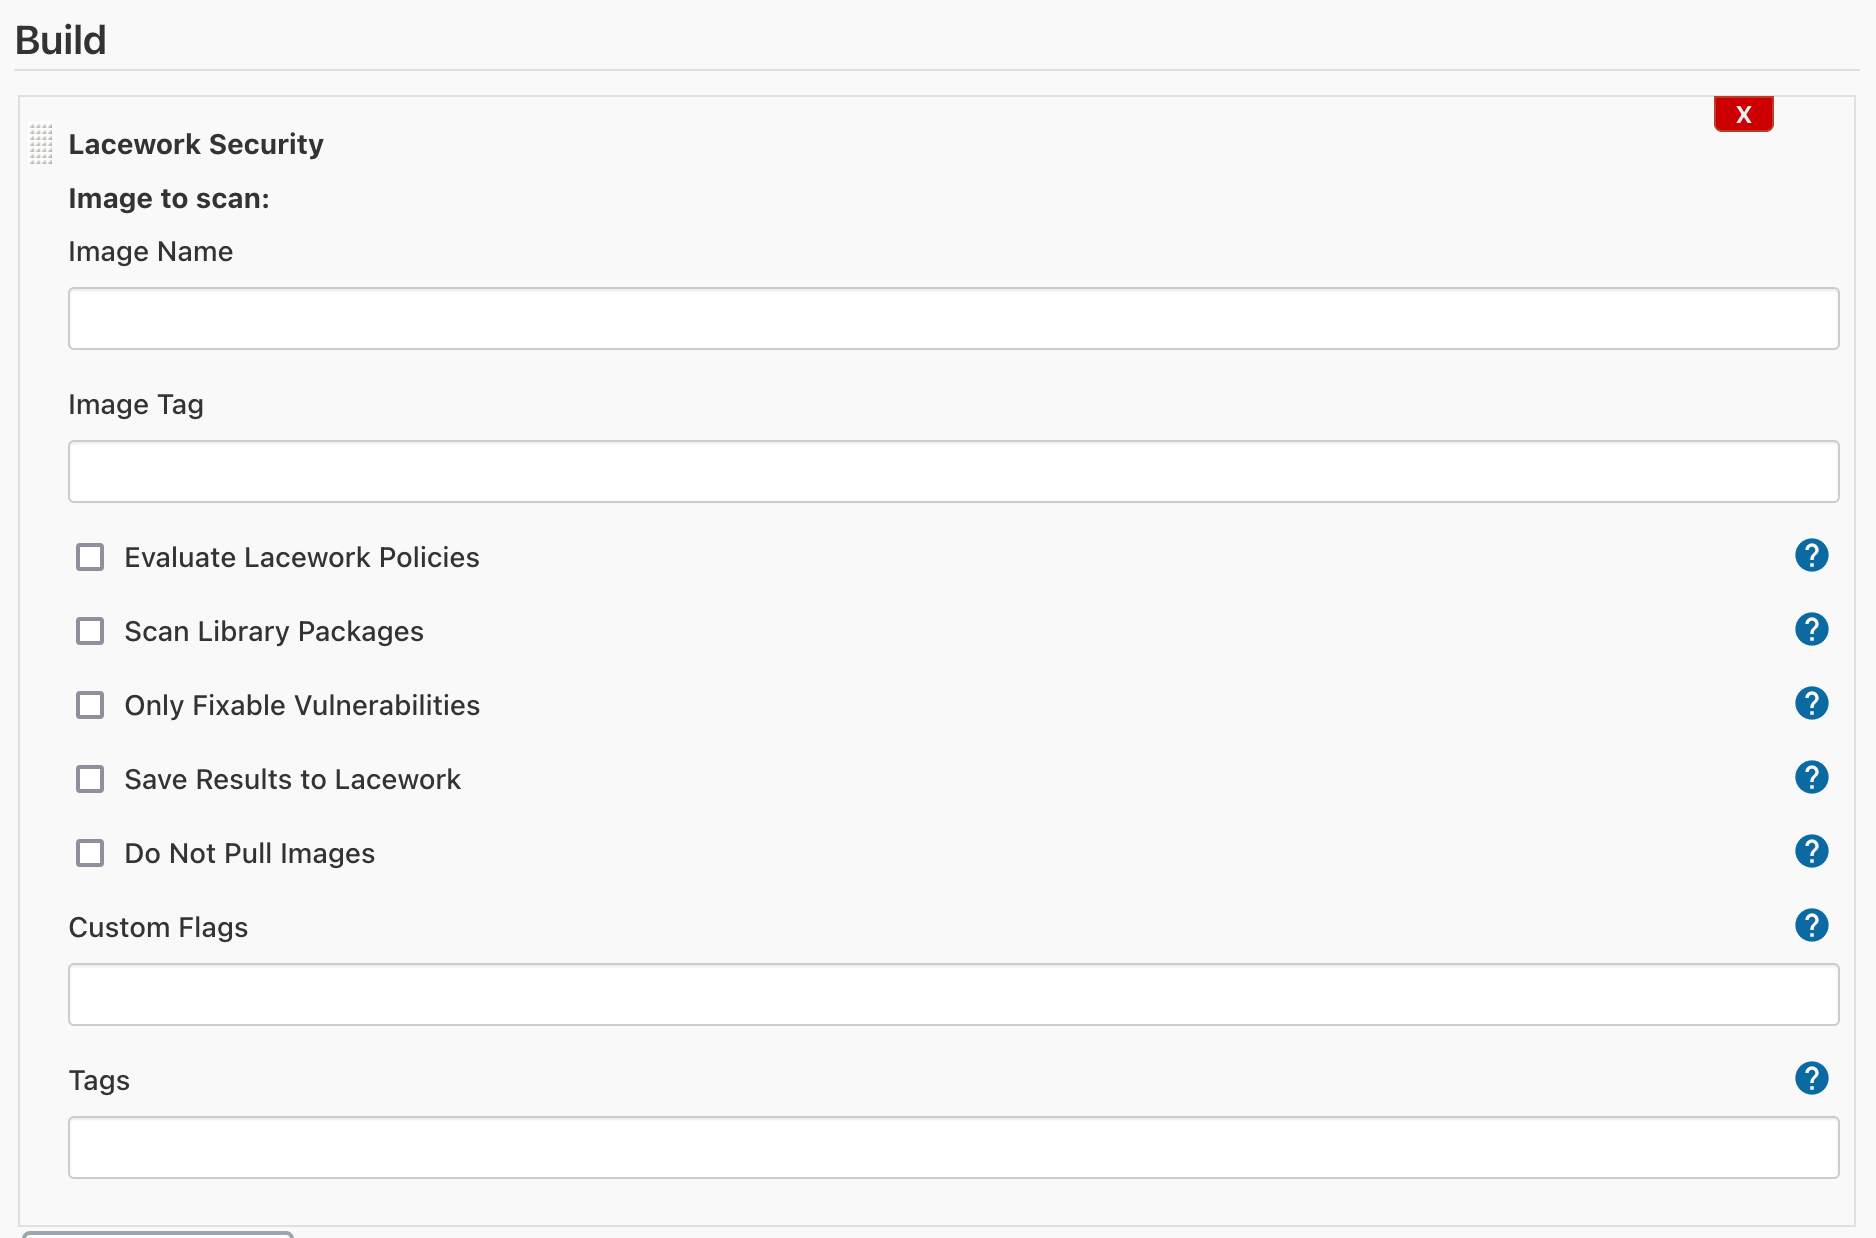 Build
X
Lacework Security
Image to scan:
Image Name
Image Tag
Evaluate Lacework Policies ?
Scan Library Packages ?
Only Fixable Vulnerabilities ?
Save Results to Lacework ?
Do Not Pull Images ?
Custom Flags ?
Tags ?